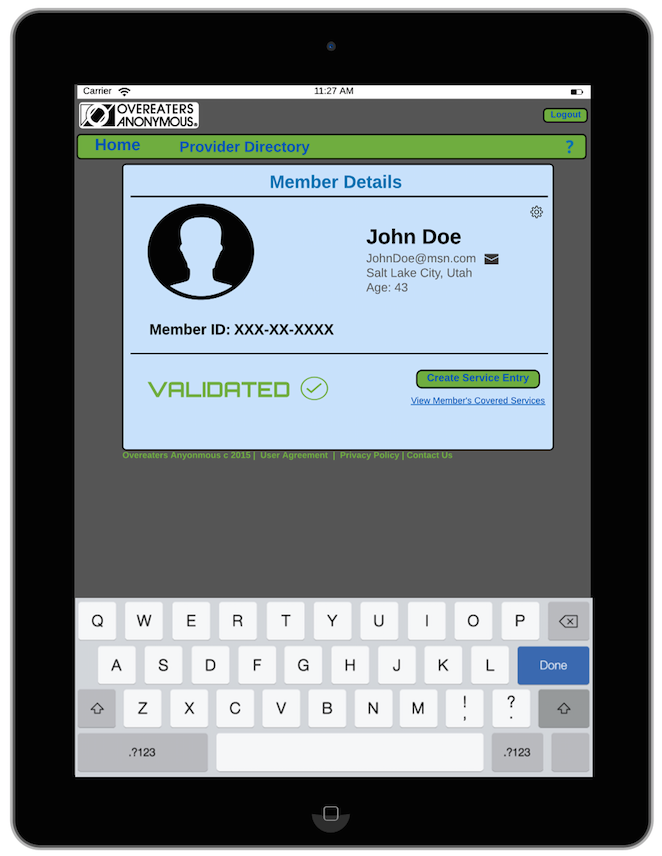 Carrier 11:27 AM
OVEREATERS
ANONYMOUS®
Logout
Home Provider Directory ?
Member Details
John Doe
JohnDoe@msn.com
Salt Lake City, Utah
Age: 43
Member ID: XXX-XX-XXXX
VALIDATED
Create Service Entry
View Member's Covered Services
Overeaters Anyonmous c 2015 | User Agreement | Privacy Policy | Contact Us
Q W E R T Y U I O P
A S D F G H J K L Done
Z X C V B N M ! , ? .
.?123 .?123